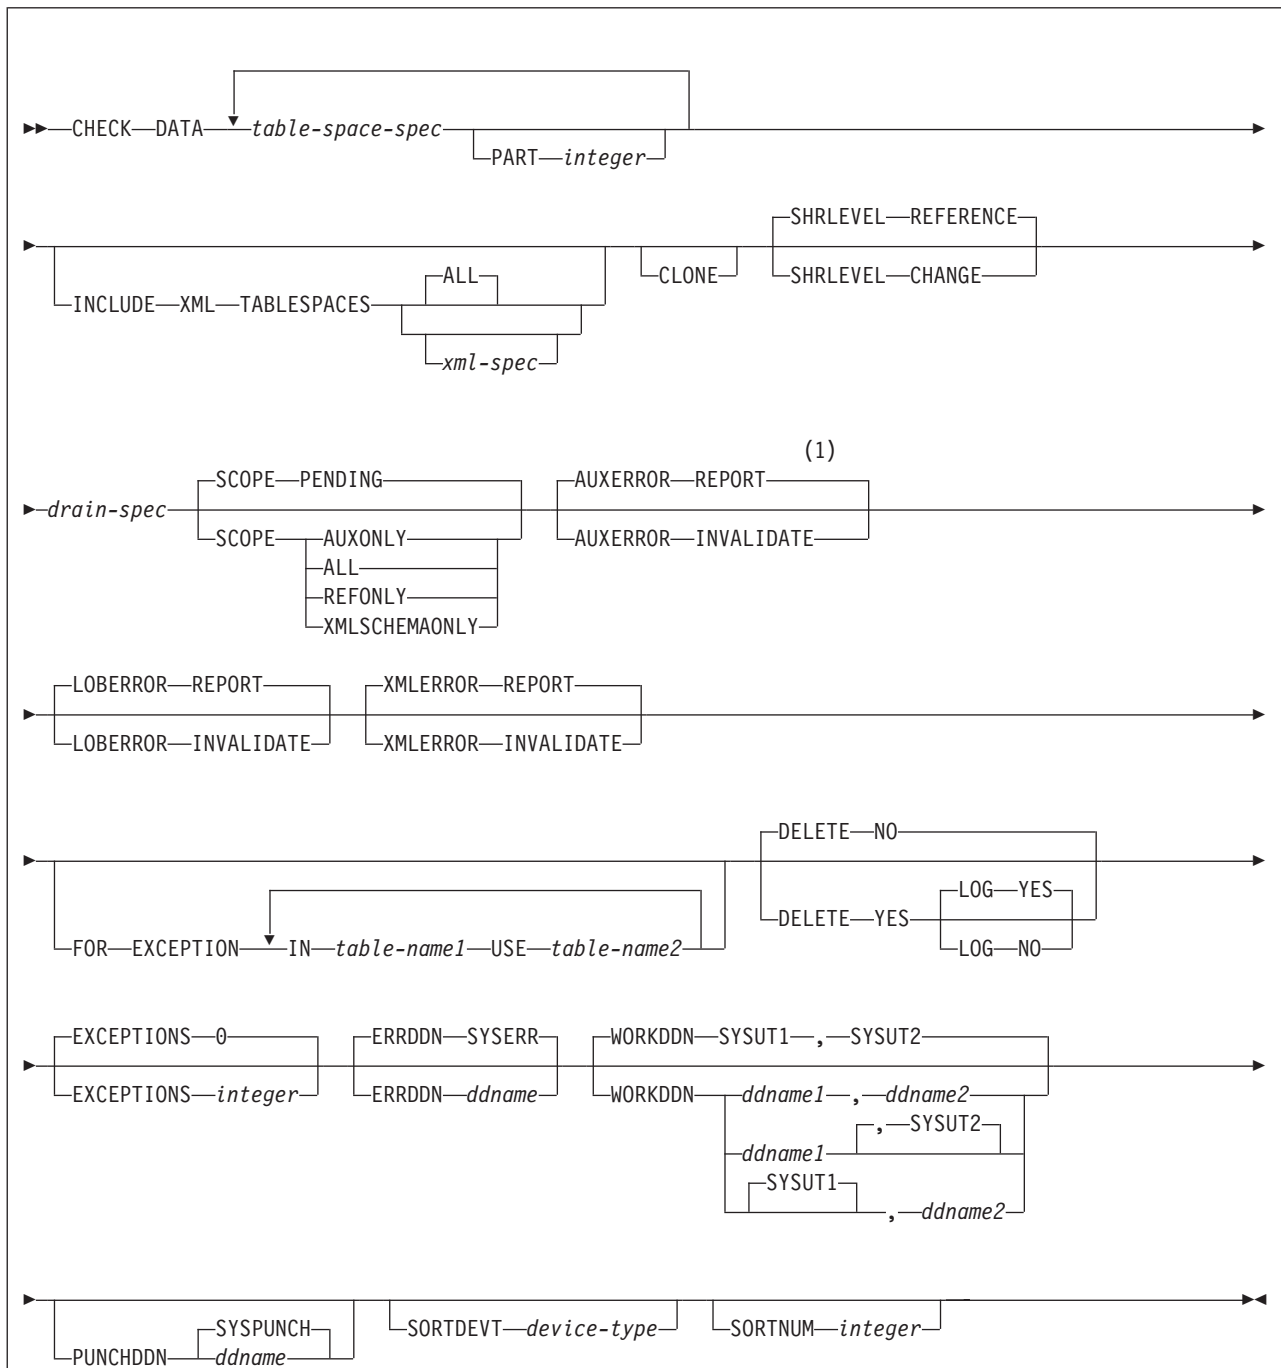 CHECK DATA table-space-spec
PART integer
SHRLEVEL REFERENCE
INCLUDE XML TABLESPACES ALL CLONE SHRLEVEL CHANGE
xml-spec
(1)
SCOPE PENDING AUXERROR REPORT
drain-spec
SCOPE AUXONLY AUXERROR INVALIDATE
ALL
REFONLY
XMLSCHEMAONLY
LOBERROR REPORT XMLERROR REPORT
LOBERROR INVALIDATE XMLERROR INVALIDATE
DELETE NO
LOG YES
DELETE YES
FOR EXCEPTION IN table-name1 USE table-name2 LOG NO
EXCEPTIONS 0 ERRDDN SYSERR WORKDDN SYSUT1 , SYSUT2
EXCEPTIONS integer ERRDDN ddname WORKDDN ddname1 , ddname2
, SYSUT2
ddname1
SYSUT1
, ddname2
SYSPUNCH SORTDEVT device-type SORTNUM integer
PUNCHDDN ddname